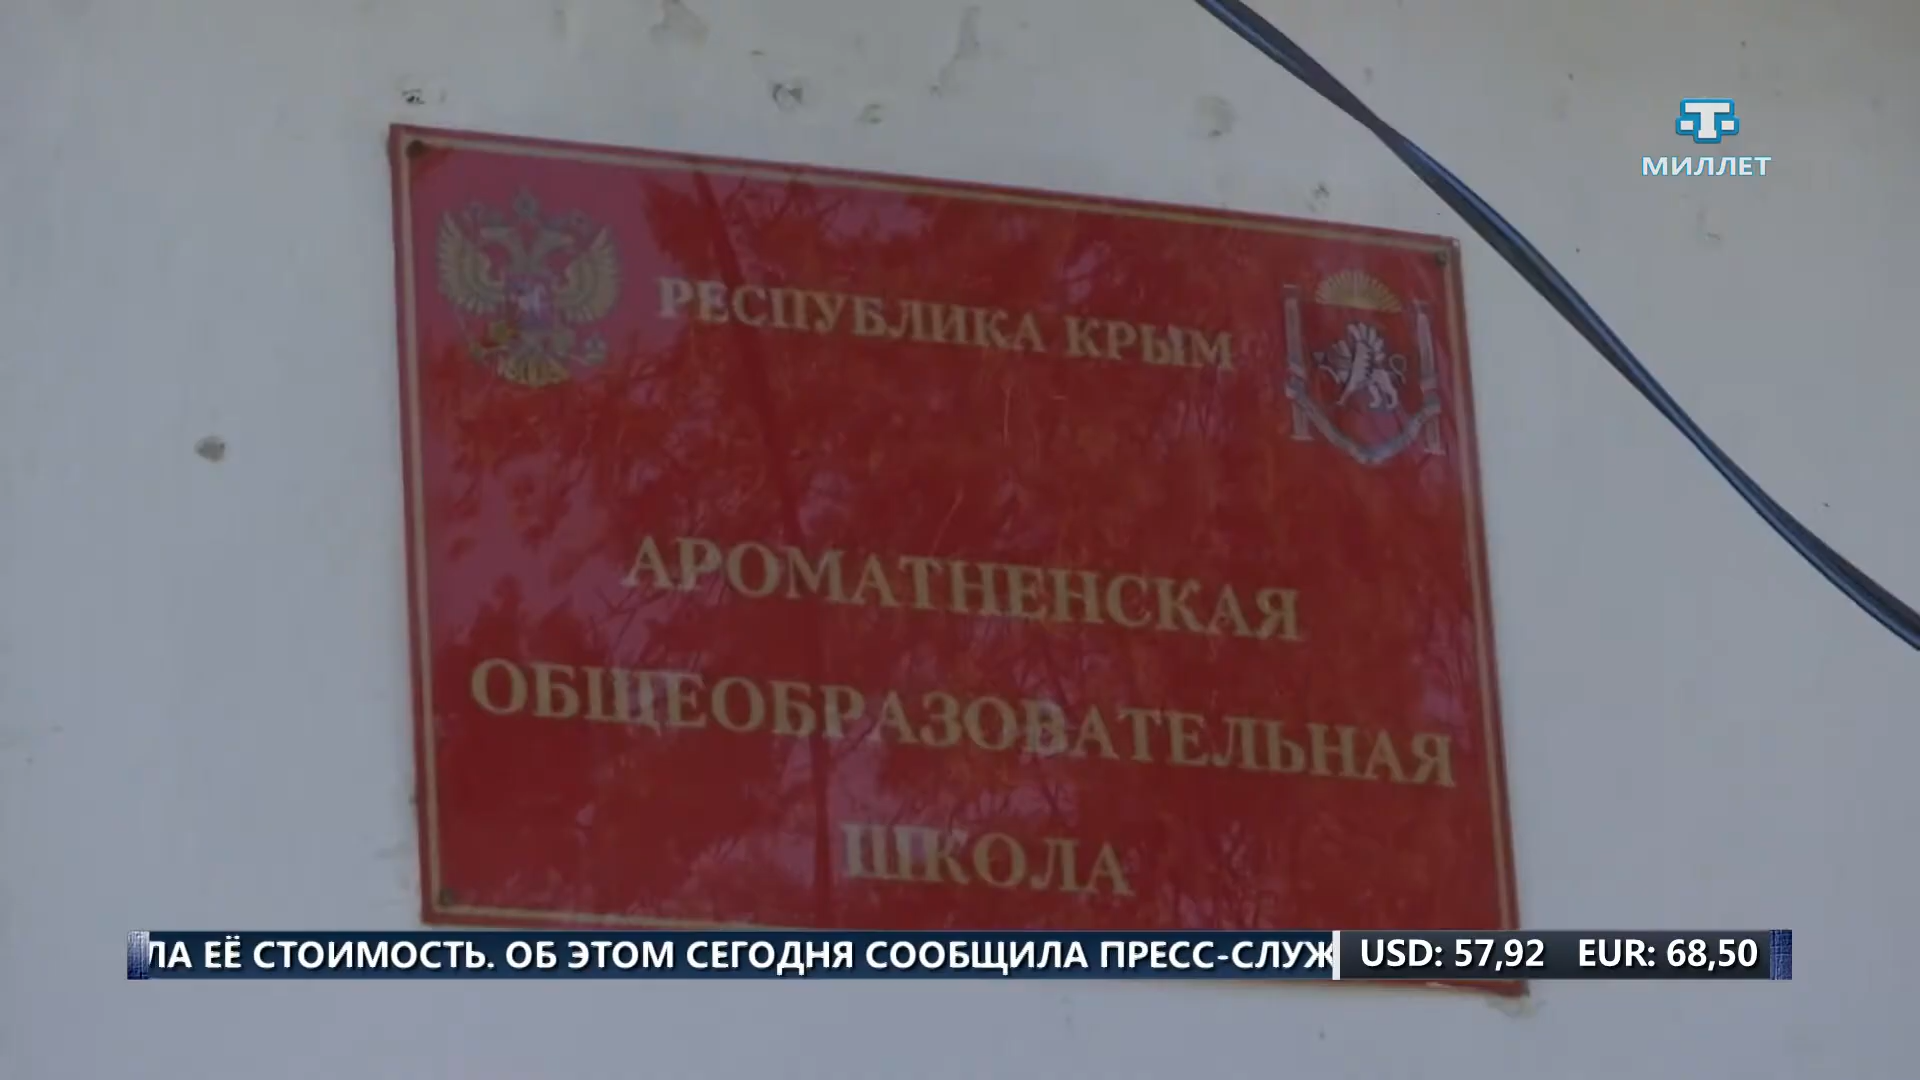 МИЛЛЕТ
РЕСПУБЛИКА КРЫМ
АРОМАТНЕНСКАЯ
ОБЩЕОБРАЗОВАТЕЛЬНАЯ
ШКОЛА
ЛА ЕЁ СТОИМОСТЬ. ОБ ЭТОМ СЕГОДНЯ СООБЩИЛА ПРЕСС-СЛУЖ
USD: 57,92 EUR: 68,50